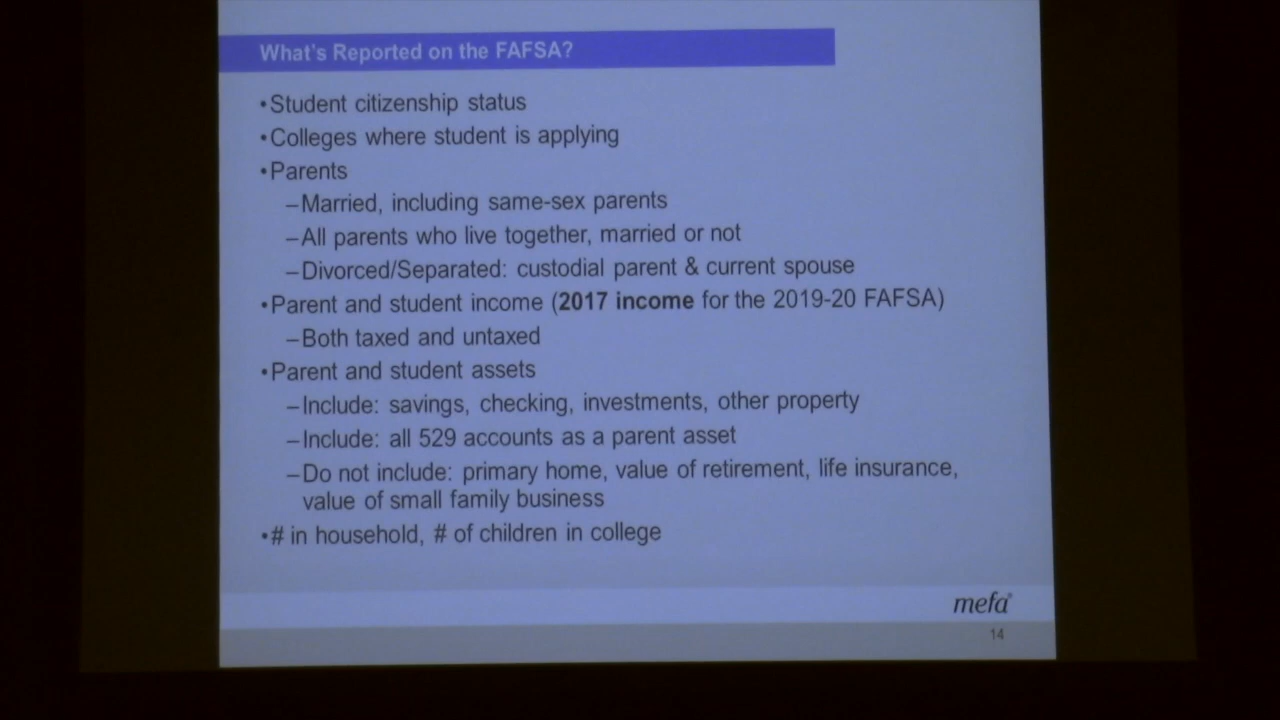 What's Reported on the FAFSA?
•Student citizenship status
•Colleges where student is applying
•Parents
–Married, including same-sex parents
–All parents who live together, married or not
–Divorced/Separated: custodial parent & current spouse
•Parent and student income (2017 income for the 2019-20 FAFSA)
–Both taxed and untaxed
•Parent and student assets
–Include: savings, checking, investments, other property
–Include: all 529 accounts as a parent asset
–Do not include: primary home, value of retirement, life insurance,
value of small family business
•# in household, # of children in college
mefa®
14